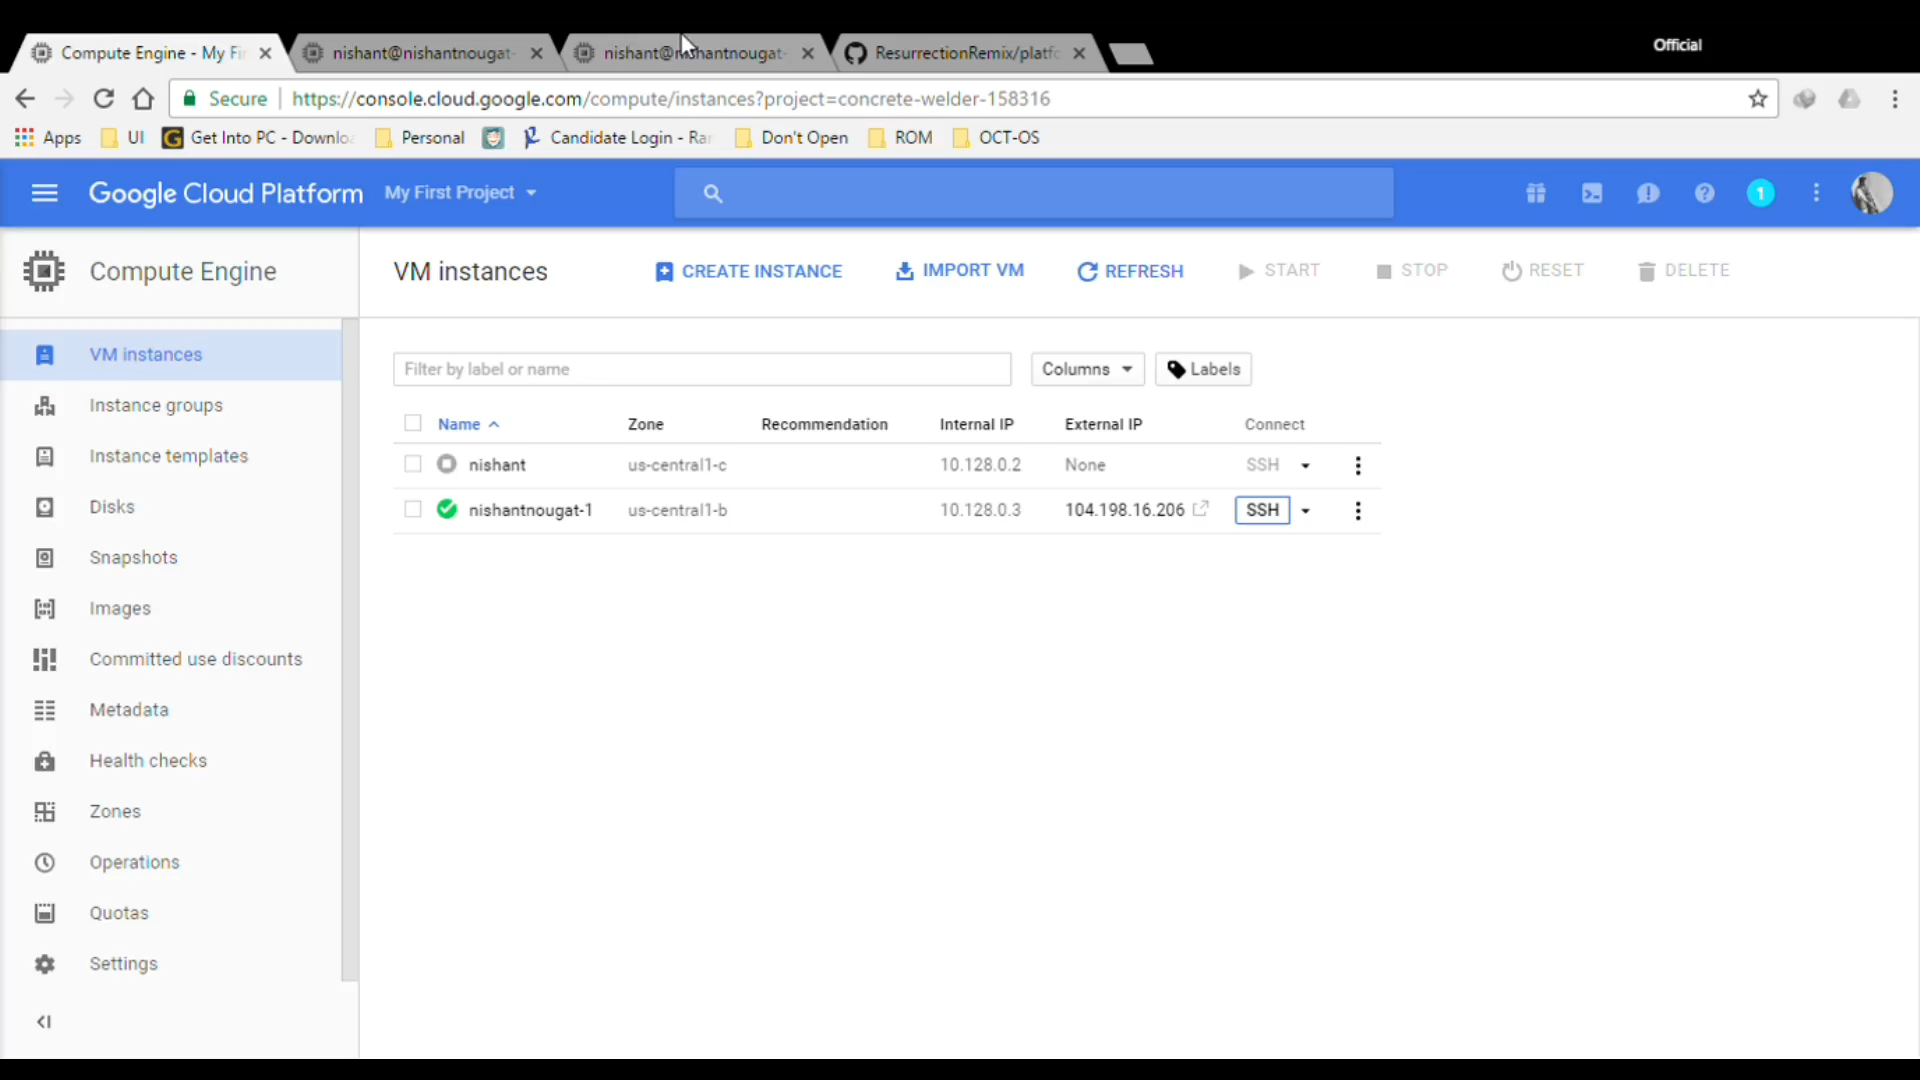 Compute Engine - My Fi
nishant@nishantnougat-
nishant@nishantnougat-
ResurrectionRemix/platfo
Official
Secure
https://console.cloud.google.com/compute/instances?project=concrete-welder-158316
Apps
UI
Get Into PC - Downlo
Personal
Candidate Login - Ra
Don't Open
ROM
OCT-OS
Google Cloud Platform
My First Project
1
Compute Engine
VM instances
CREATE INSTANCE
IMPORT VM
REFRESH
START
STOP
RESET
DELETE
VM instances
Instance groups
Instance templates
Disks
Snapshots
Images
Committed use discounts
Metadata
Health checks
Zones
Operations
Quotas
Settings
Filter by label or name
Columns
Labels
Name Zone Recommendation Internal IP External IP Connect
nishant us-central1-c 10.128.0.2 None SSH
nishantnougat-1 us-central1-b 10.128.0.3 104.198.16.206 SSH